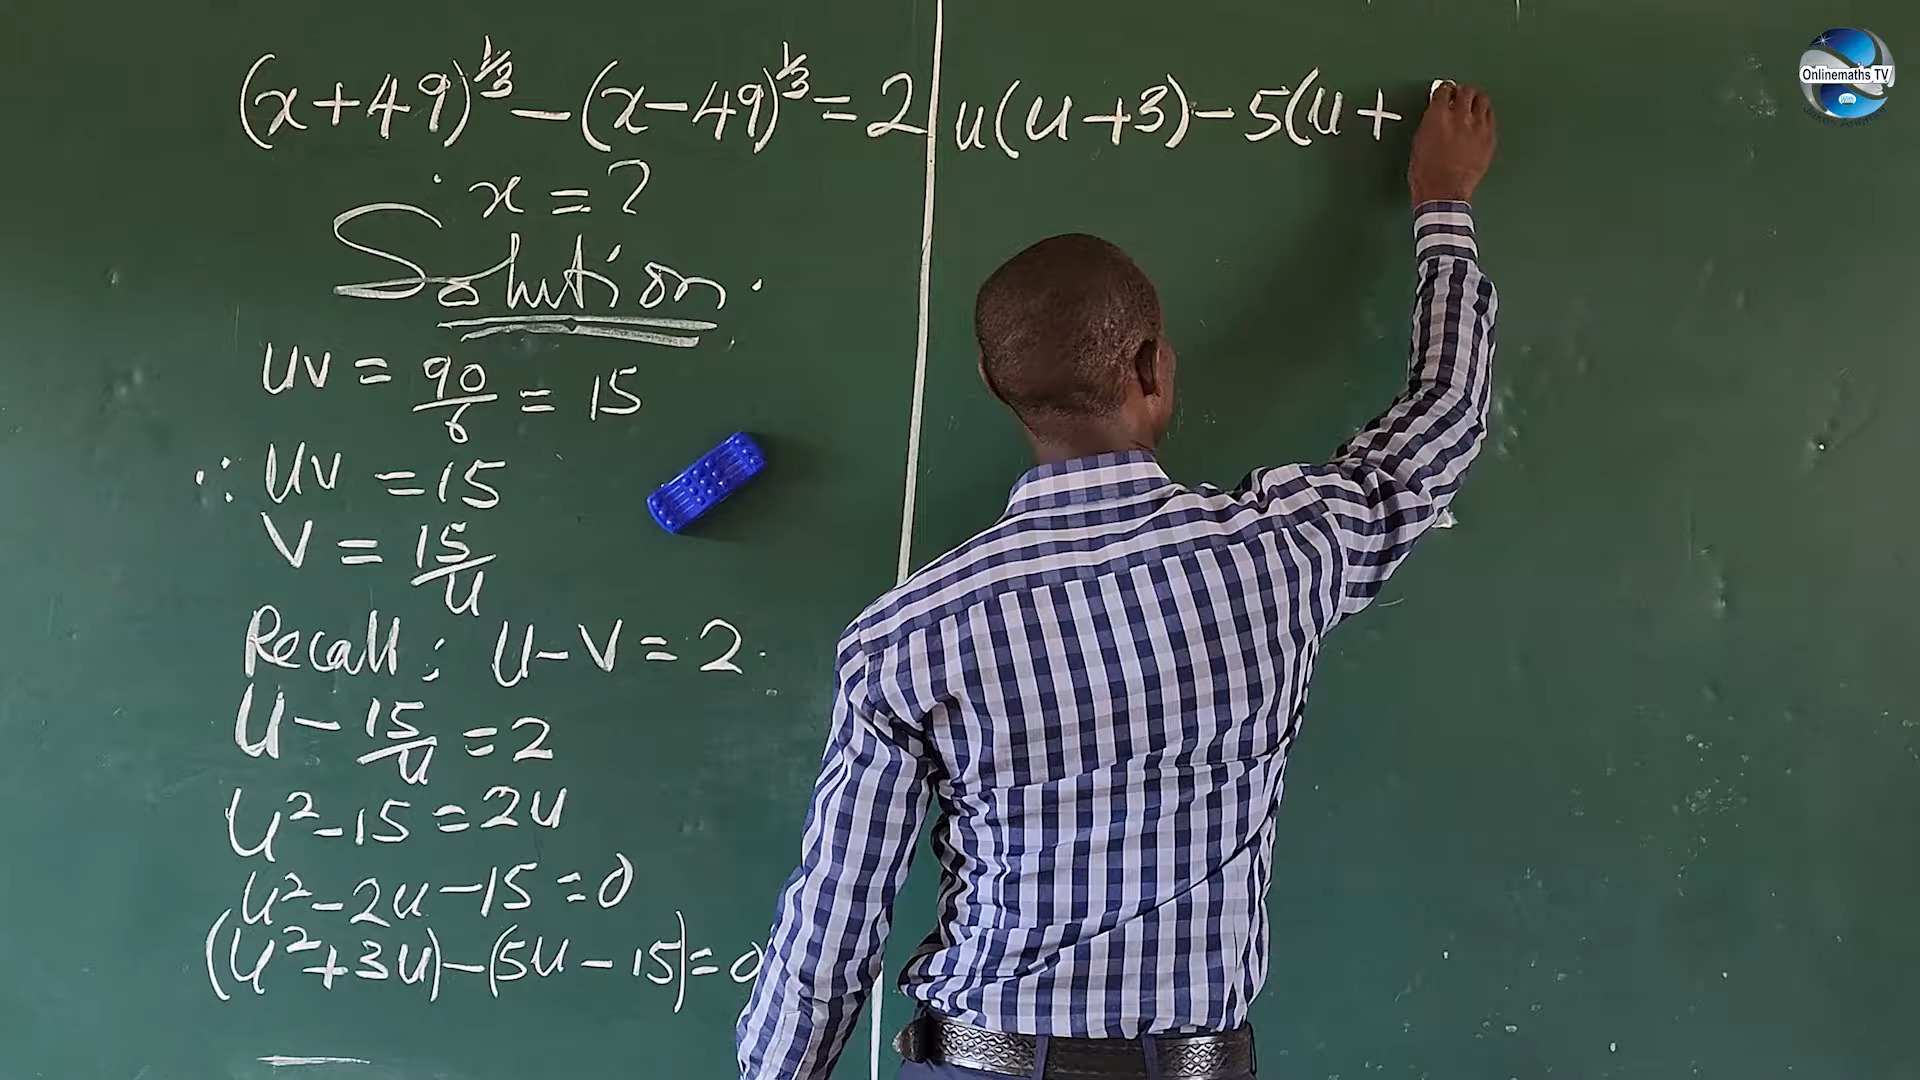 (x+49)^1/3 - (x-49)^1/3 = 2
x = ?
Solution.
uv = 90/6 = 15
∴ uv = 15
v = 15/u
Recall: u-v = 2.
u - 15/u = 2
u²-15 = 2u
u²-2u-15=0
(u²+3u)-(5u-15)=0
u(u+3)-5(u+
Onlinemaths TV